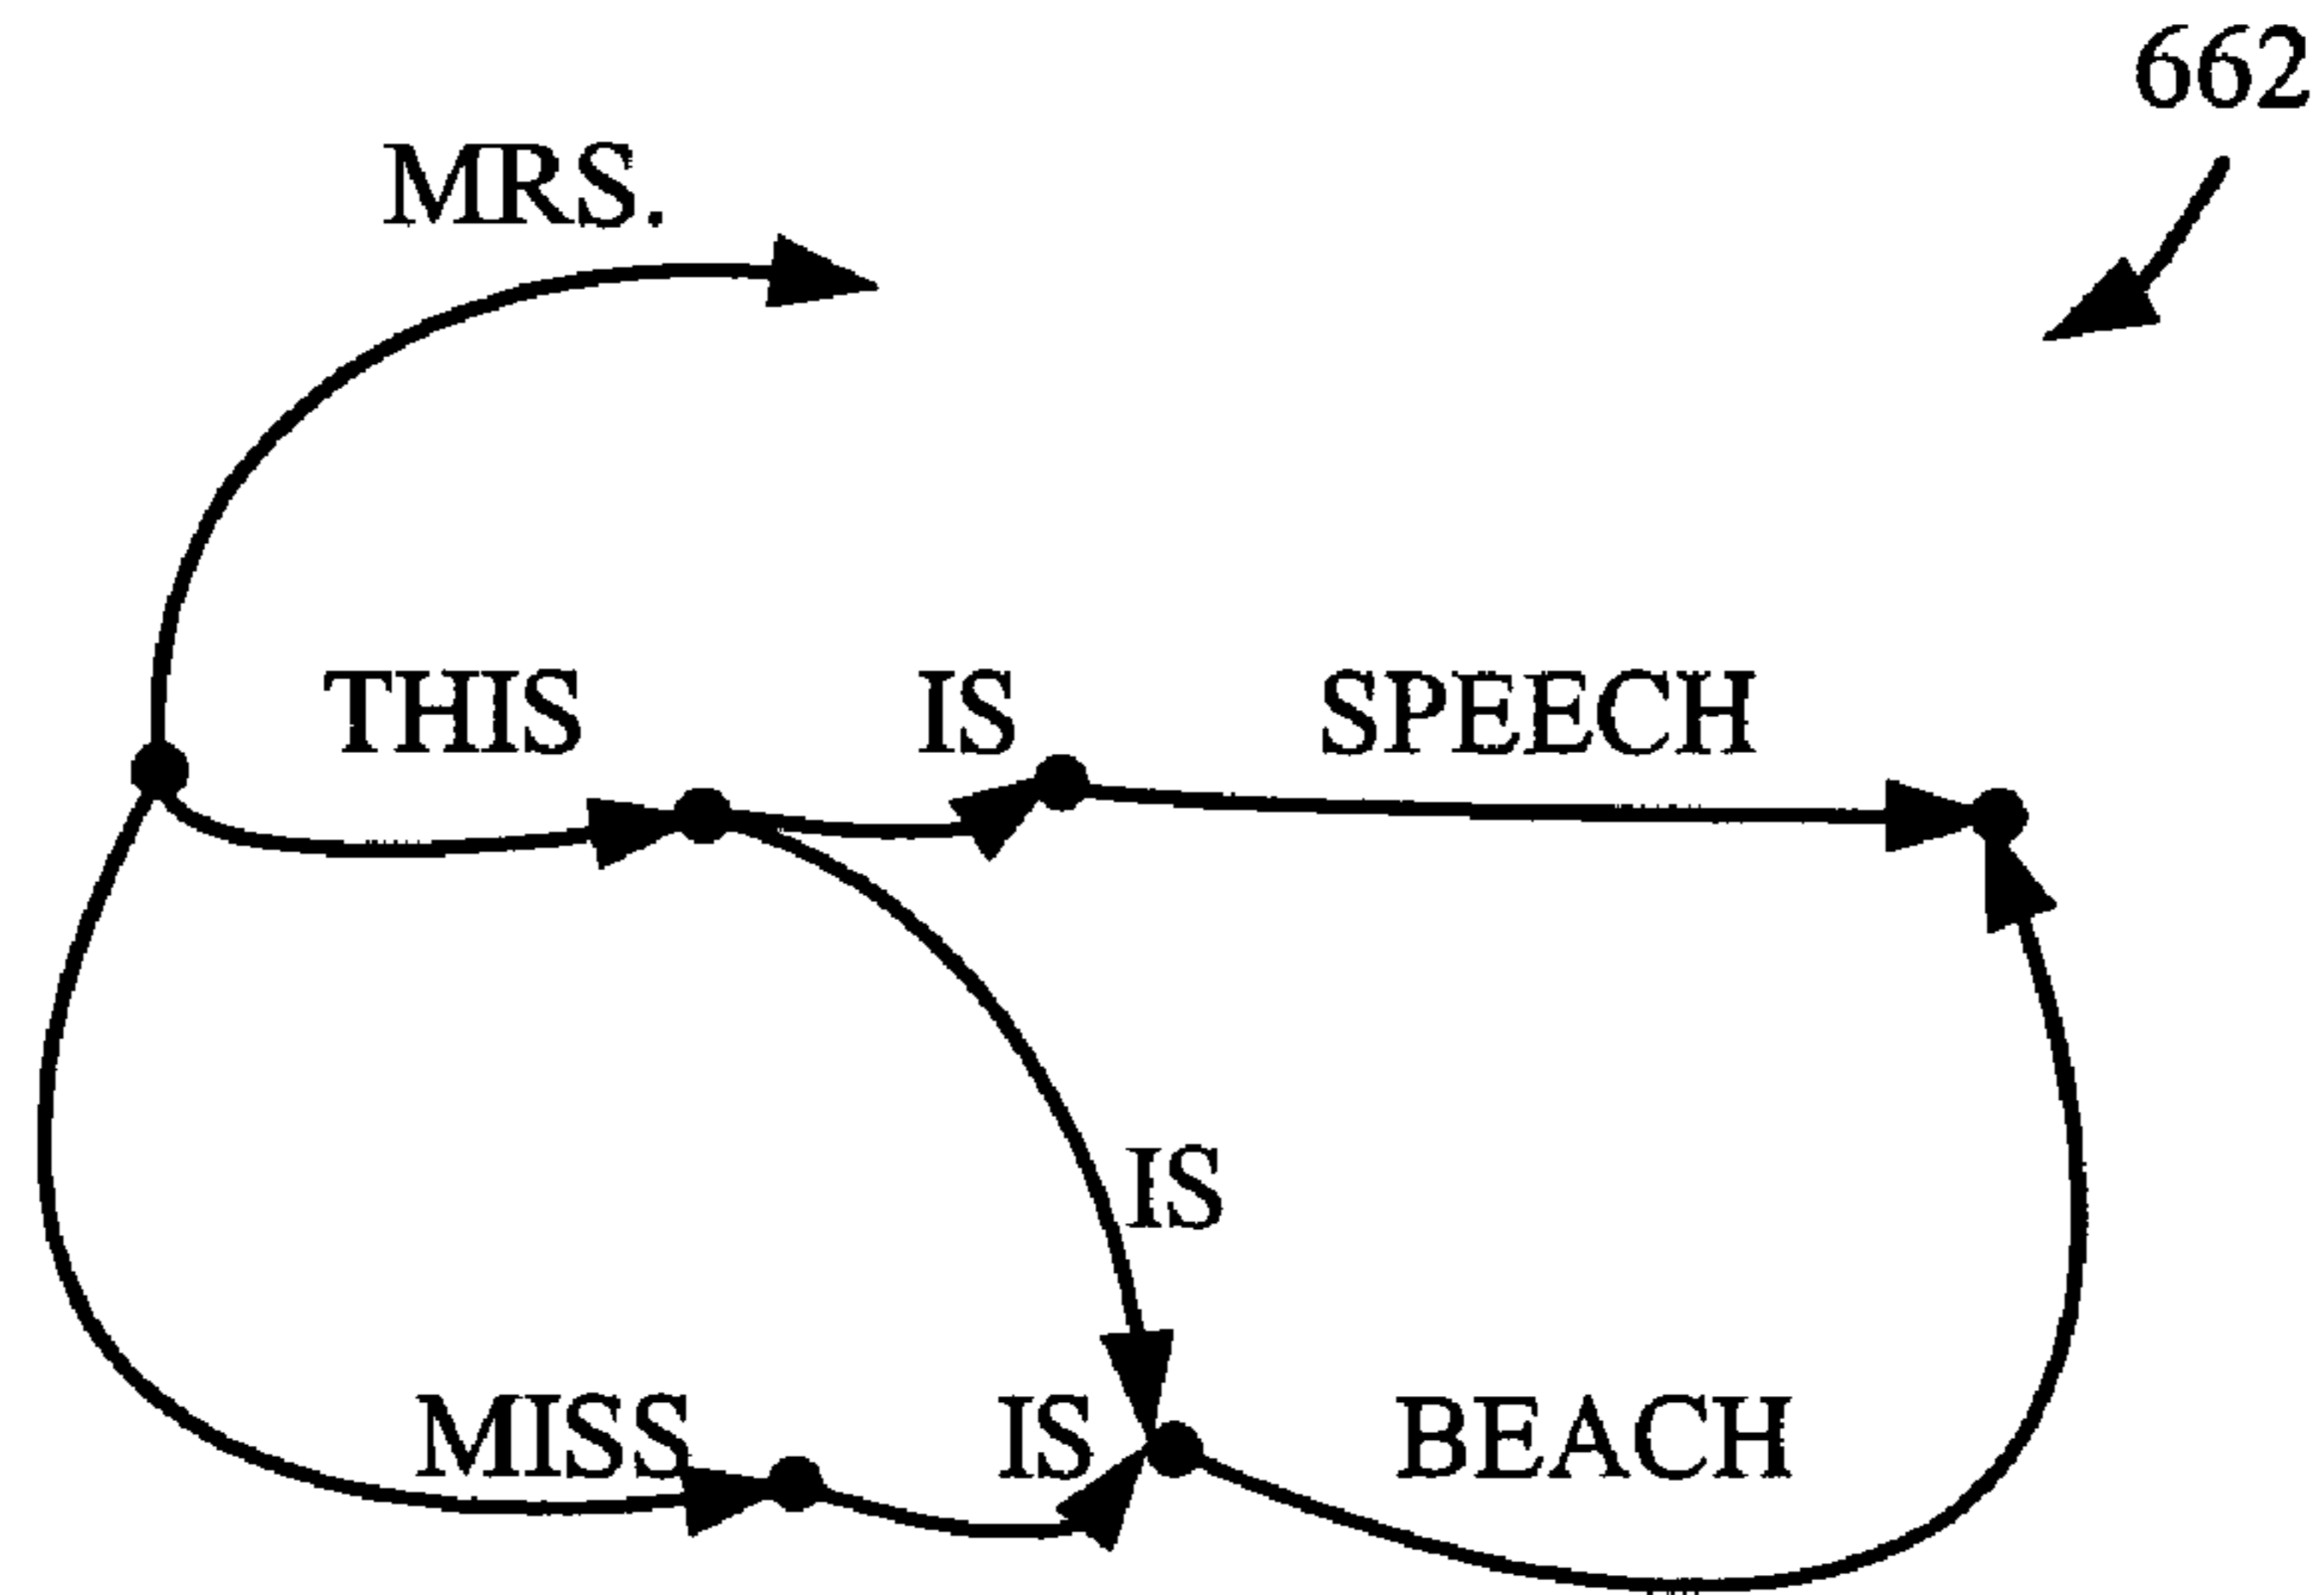 662
MRS.
THIS IS SPEECH
IS
MISS IS BEACH